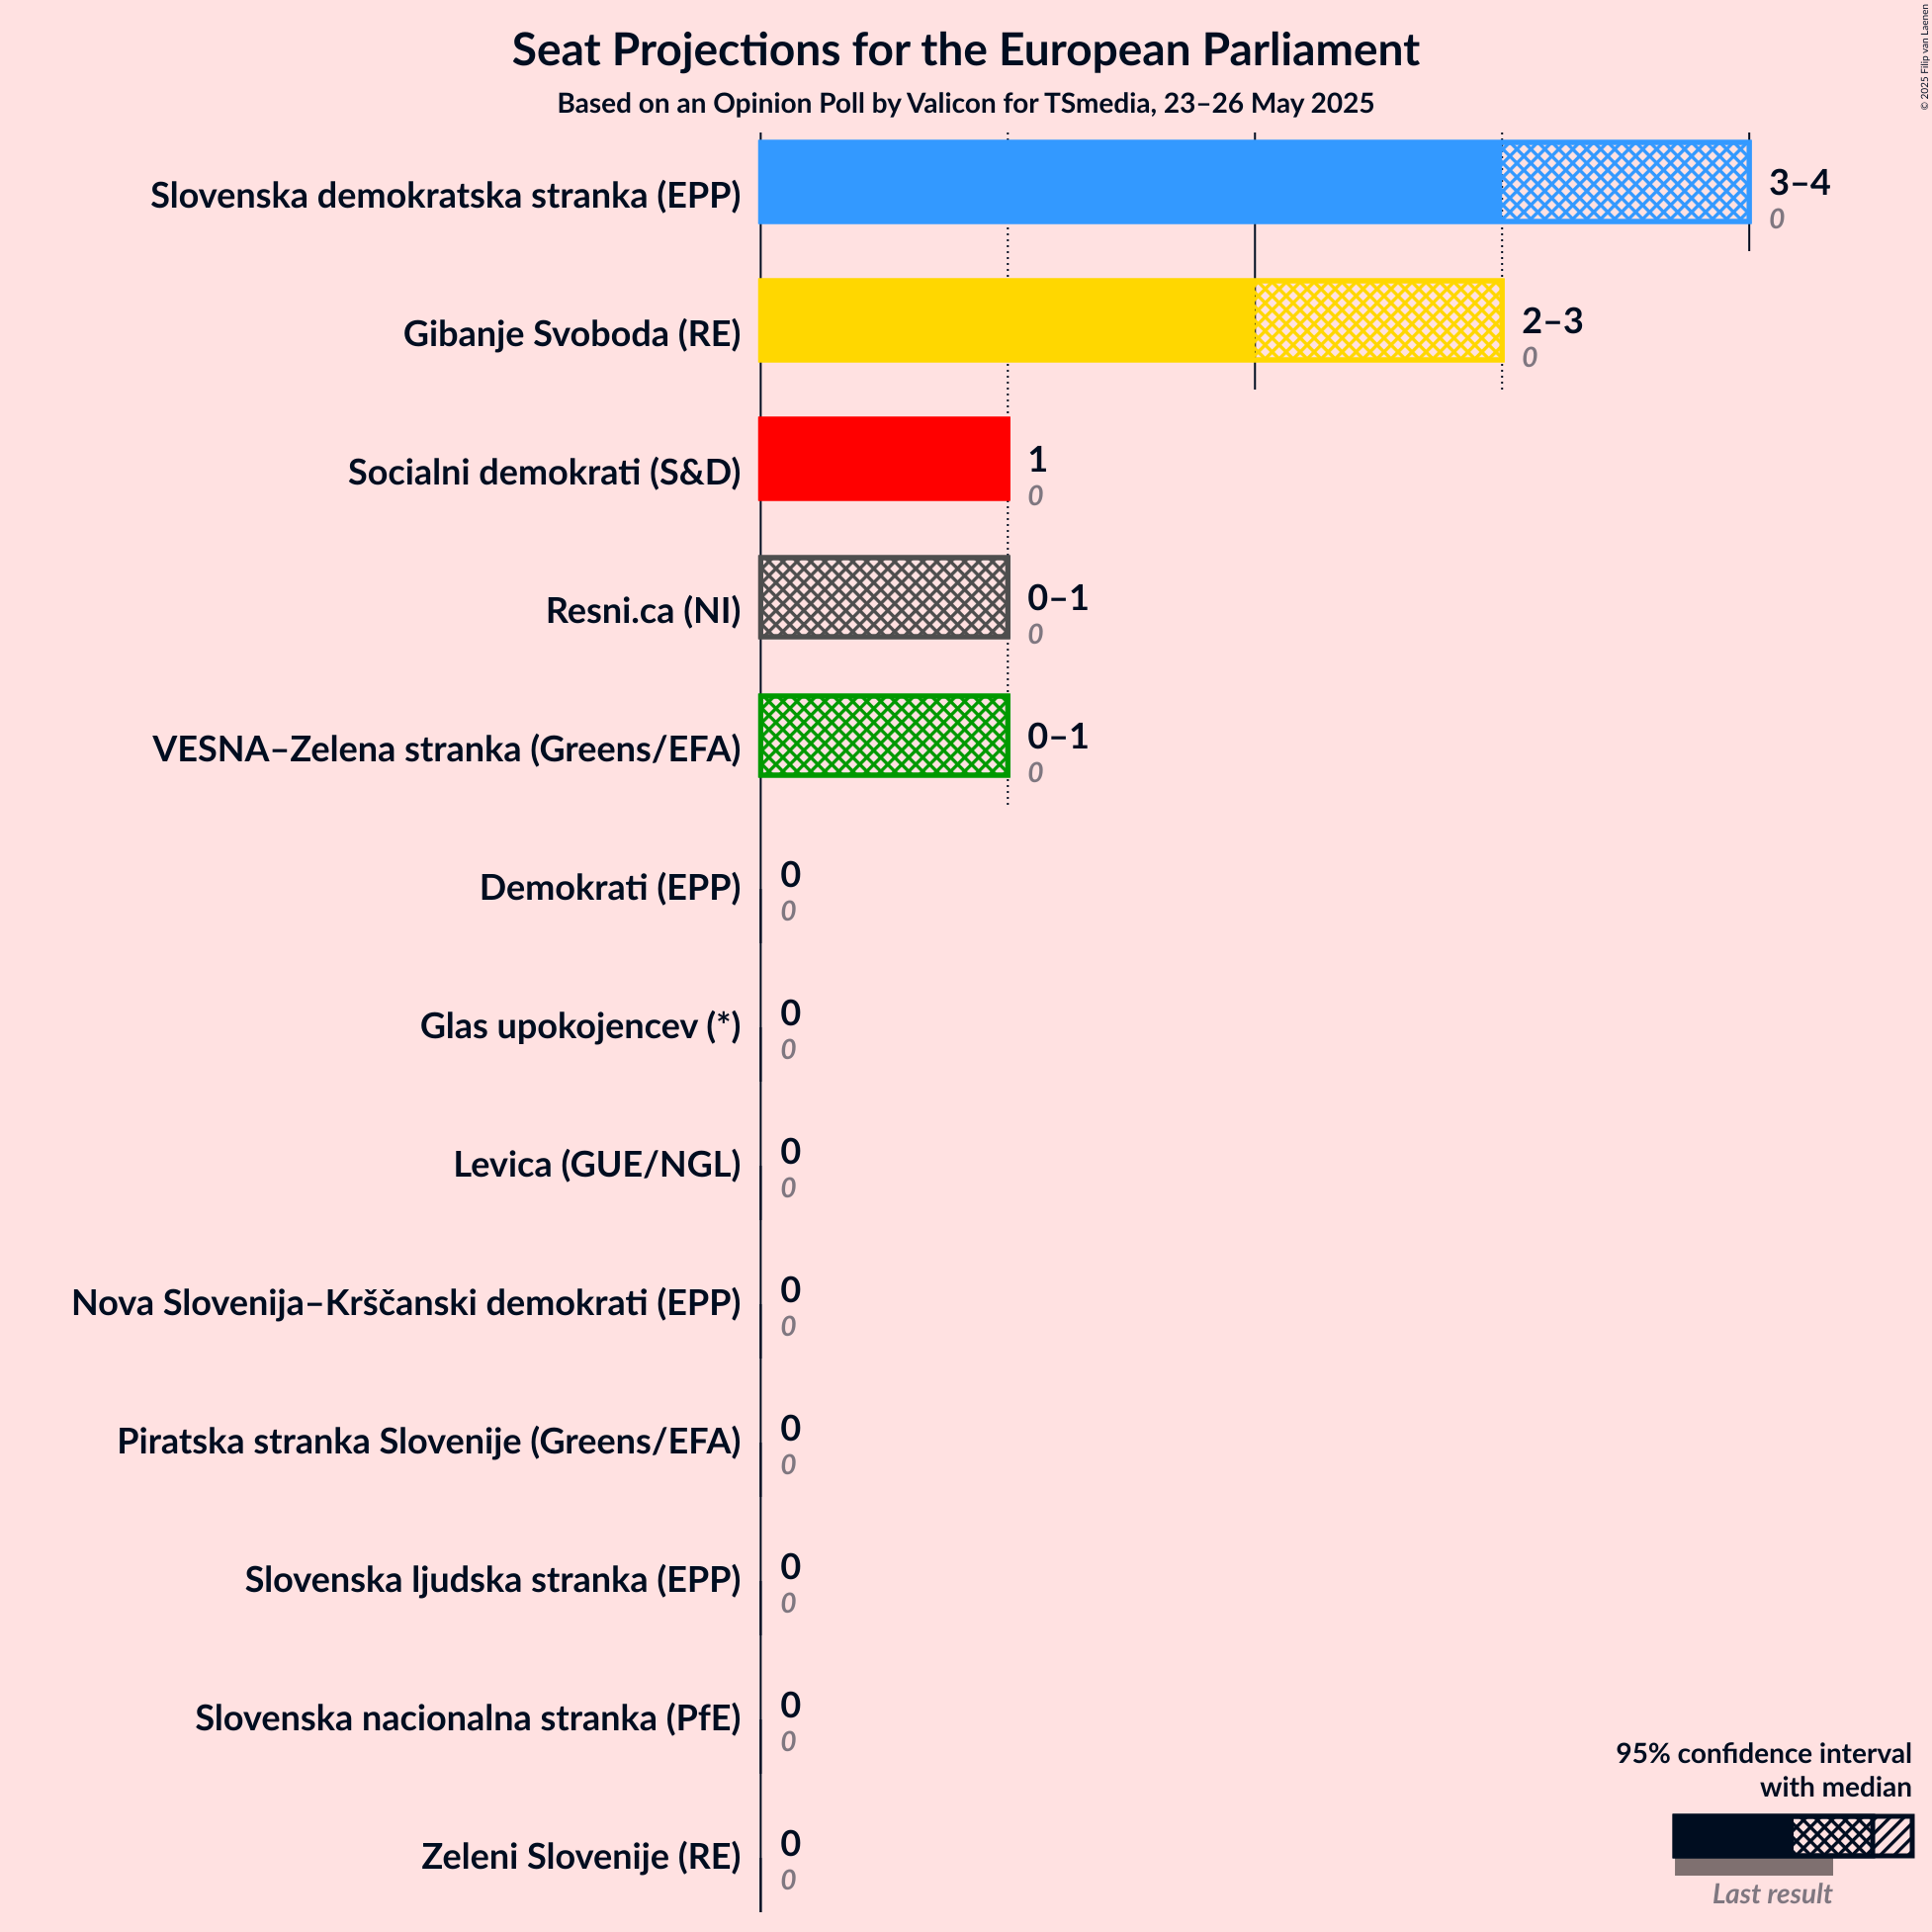 Seat Projections for the European Parliament
Based on an Opinion Poll by Valicon for TSmedia, 23–26 May 2025
© 2025 Filip van Laenen
Slovenska demokratska stranka (EPP)
3–4
0
Gibanje Svoboda (RE)
2–3
0
Socialni demokrati (S&D)
1
0
Resni.ca (NI)
0–1
0
VESNA–Zelena stranka (Greens/EFA)
0–1
0
Demokrati (EPP)
0
0
Glas upokojencev (*)
0
0
Levica (GUE/NGL)
0
0
Nova Slovenija–Krščanski demokrati (EPP)
0
0
Piratska stranka Slovenije (Greens/EFA)
0
0
Slovenska ljudska stranka (EPP)
0
0
Slovenska nacionalna stranka (PfE)
0
0
Zeleni Slovenije (RE)
0
0
95% confidence interval
with median
Last result